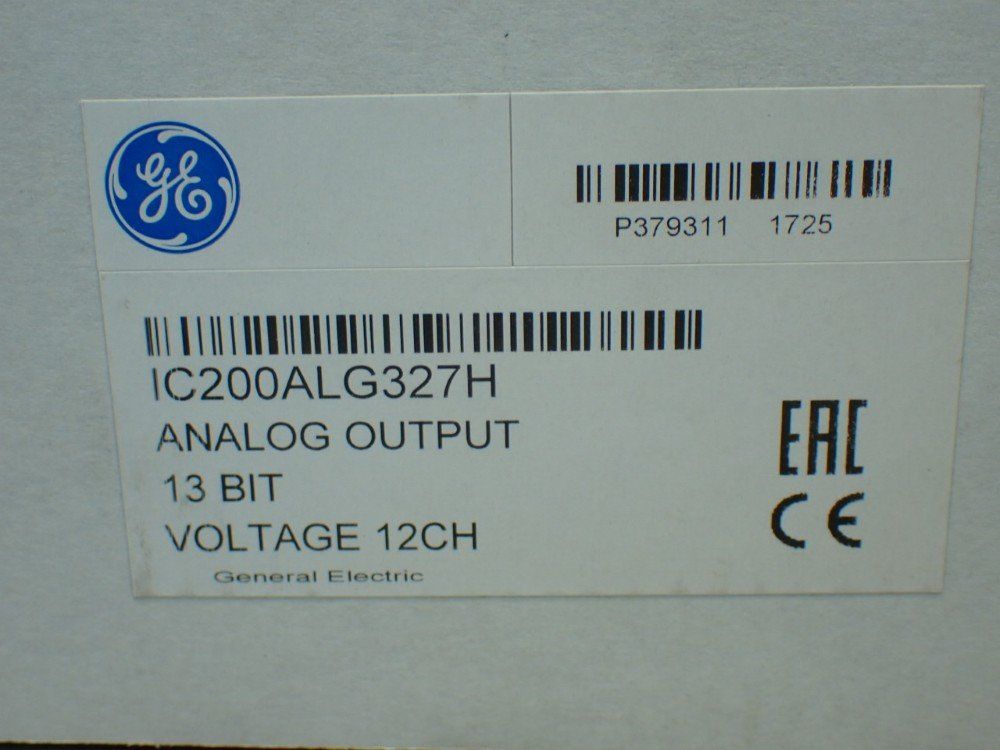 GE
P379311 1725
IC200ALG327H
ANALOG OUTPUT
13 BIT
VOLTAGE 12CH
General Electric
EAC
CE